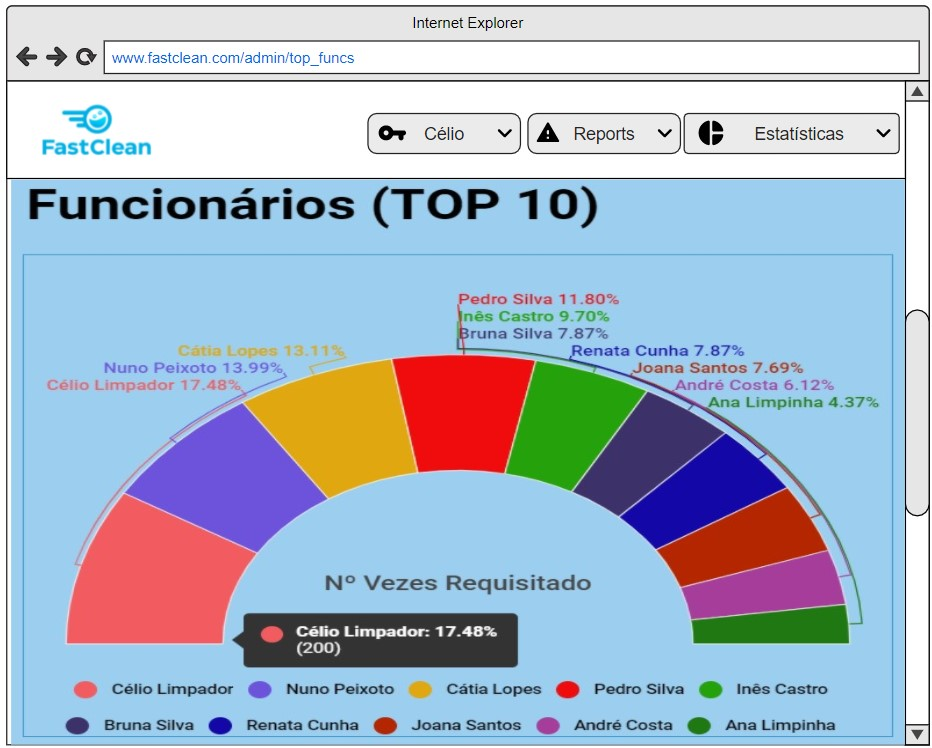 Internet Explorer
www.fastclean.com/admin/top_funcs
FastClean
Célio
Reports
Estatísticas
Funcionários (TOP 10)
Pedro Silva 11.80%
Inês Castro 9.70%
Bruna Silva 7.87%
Cátia Lopes 13.11%
Renata Cunha 7.87%
Nuno Peixoto 13.99%
Joana Santos 7.69%
Célio Limpador 17.48%
André Costa 6.12%
Ana Limpinha 4.37%
Nº Vezes Requisitado
Célio Limpador: 17.48%
(200)
Célio Limpador Nuno Peixoto Cátia Lopes Pedro Silva Inês Castro
Bruna Silva Renata Cunha Joana Santos André Costa Ana Limpinha